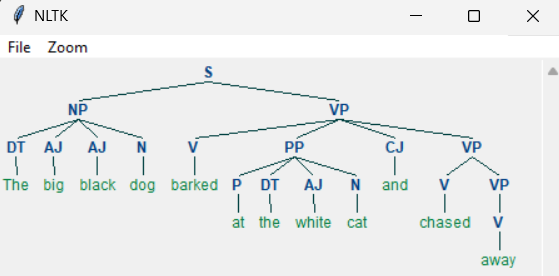 NLTK
File Zoom
S
NP VP
DT AJ AJ N V PP CJ VP
The big black dog barked P DT AJ N and V VP
at the white cat chased V
away